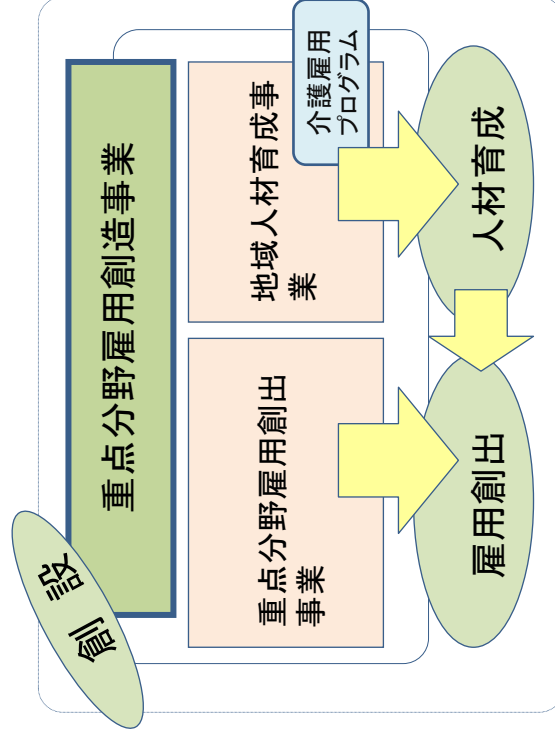 創 設
重点分野雇用創造事業
重点分野雇用創出
事業
地域人材育成事
業
介護雇用
プログラム
雇用創出
人材育成